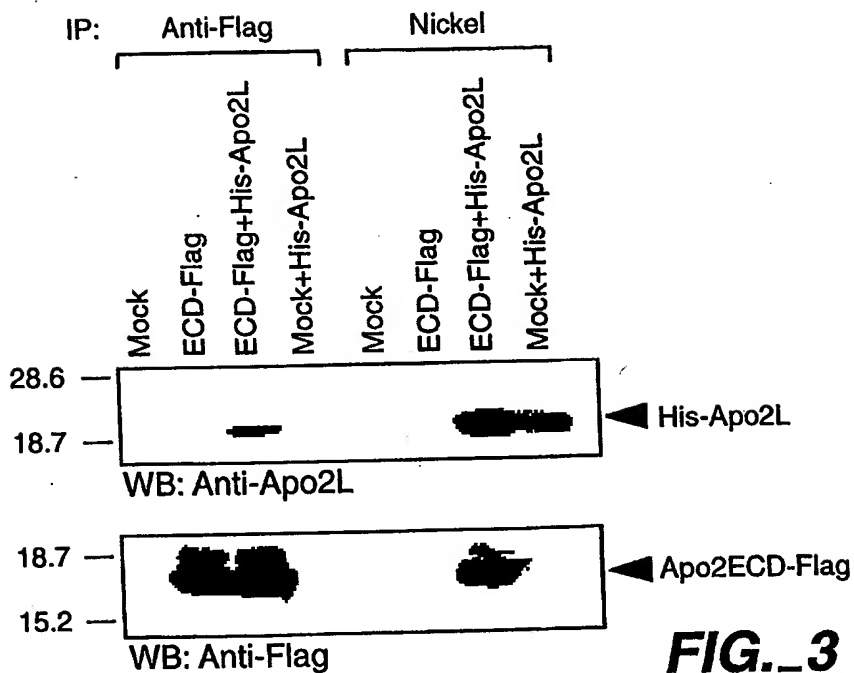 IP: Anti-Flag Nickel
Mock
ECD-Flag
ECD-Flag+His-Apo2L
Mock+His-Apo2L
Mock
ECD-Flag
ECD-Flag+His-Apo2L
Mock+His-Apo2L
28.6
His-Apo2L
18.7
WB: Anti-Apo2L
18.7
Apo2ECD-Flag
15.2
WB: Anti-Flag
FIG._3